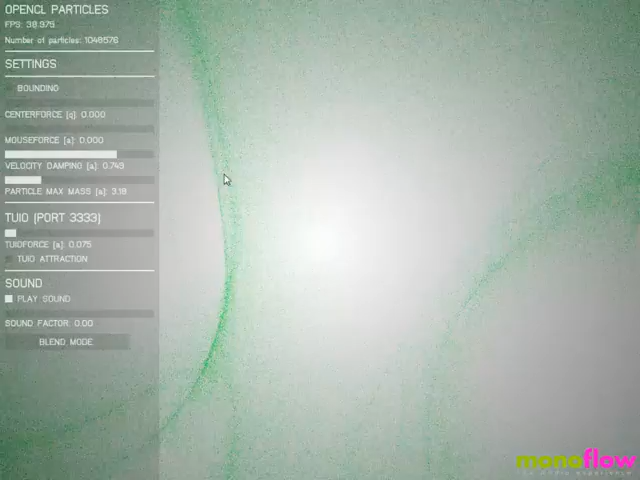 OPENCL PARTICLES
FPS: 38.975
Number of particles: 1048576
SETTINGS
BOUNDING
CENTERFORCE [q]: 0.000
MOUSEFORCE [a]: 0.000
VELOCITY DAMPING [a]: 0.749
PARTICLE MAX MASS [a]: 3.18
TUIO (PORT 3333)
TUIOFORCE [a]: 0.075
TUIO ATTRACTION
SOUND
PLAY SOUND
SOUND FACTOR: 0.00
BLEND MODE
monoflow